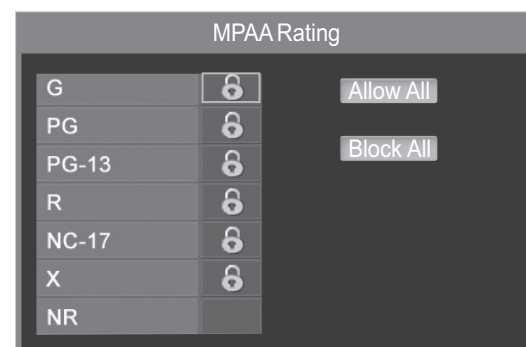 MPAA Rating
G
Allow All
PG
Block All
PG-13
R
NC-17
X
NR